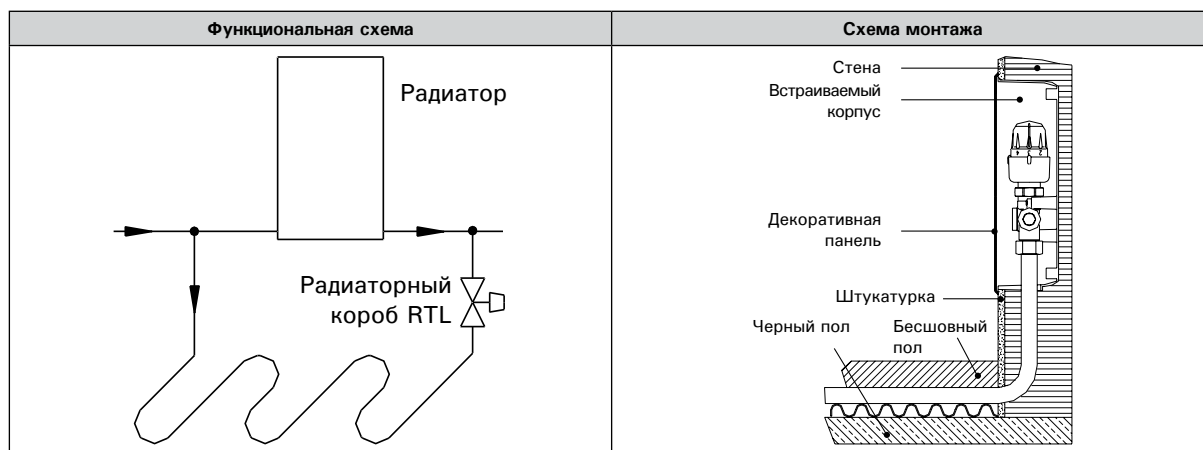 Функциональная схема
Схема монтажа
Радиатор
Радиаторный
короб RTL
Стена
Встраиваемый
корпус
Декоративная
панель
Штукатурка
Черный пол
Бесшовный
пол